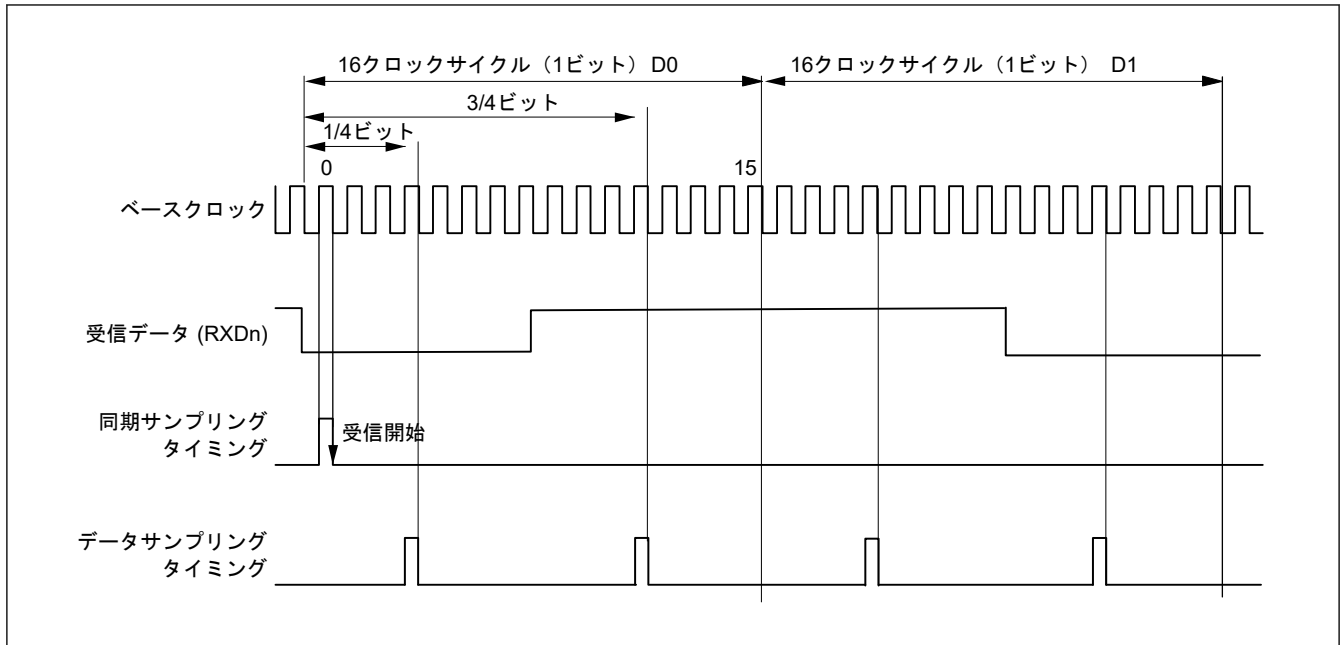 16クロックサイクル（1ビット）D0
16クロックサイクル（1ビット） D1
3/4ビット
1/4ビット
0
15
ベースクロック
受信データ (RXDn)
同期サンプリング
タイミング
受信開始
データサンプリング
タイミング